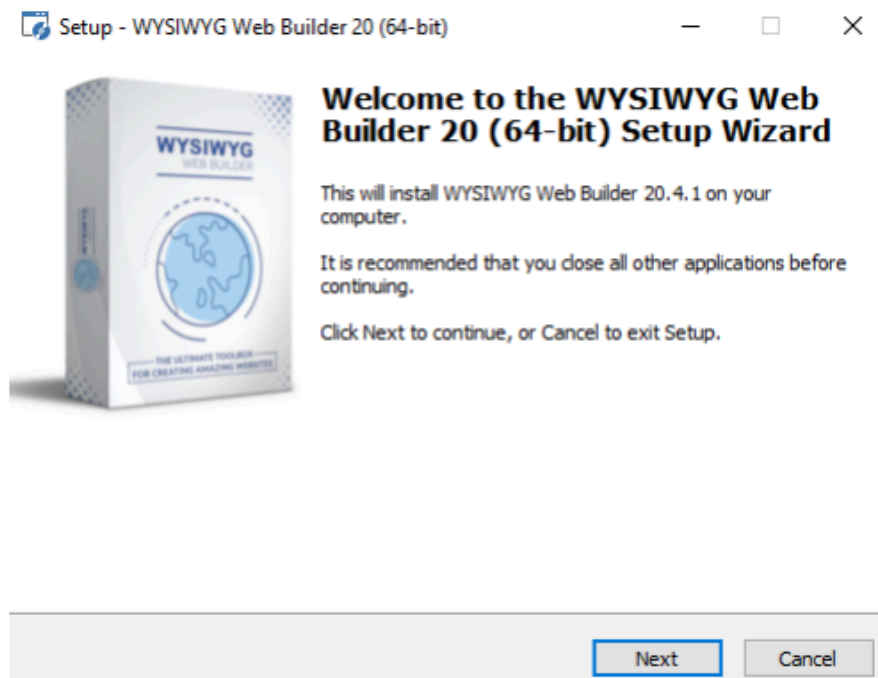 Setup - WYSIWYG Web Builder 20 (64-bit)
WYSIWYG
WEB BUILDER
THE ULTIMATE TOOLBOX
FOR CREATING AMAZING WEBSITES
Welcome to the WYSIWYG Web
Builder 20 (64-bit) Setup Wizard
This will install WYSIWYG Web Builder 20.4.1 on your
computer.
It is recommended that you close all other applications before
continuing.
Click Next to continue, or Cancel to exit Setup.
Next
Cancel